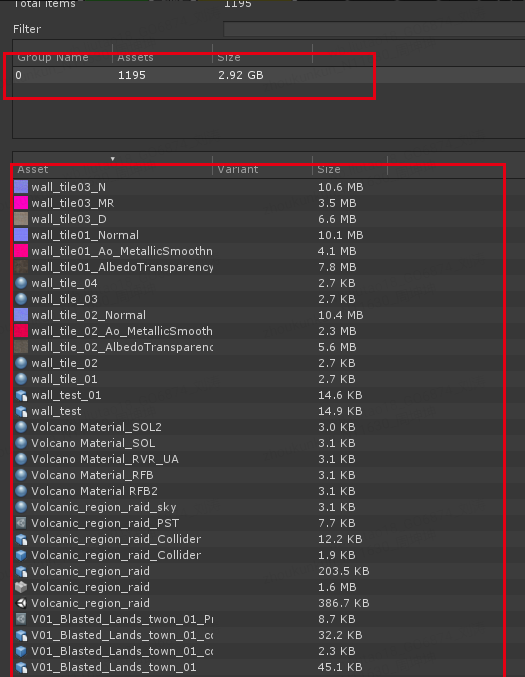 Total Items 1195
Filter
Group Name Assets Size
0 1195 2.92 GB
Asset Variant Size
wall_tile03_N 10.6 MB
wall_tile03_MR 3.5 MB
wall_tile03_D 6.6 MB
wall_tile01_Normal 10.1 MB
wall_tile01_Ao_MetallicSmoothn 4.1 MB
wall_tile01_AlbedoTransparency 7.8 MB
wall_tile_04 2.7 KB
wall_tile_03 2.7 KB
wall_tile_02_Normal 10.4 MB
wall_tile_02_Ao_MetallicSmooth 2.3 MB
wall_tile_02_AlbedoTransparenc 5.6 MB
wall_tile_02 2.7 KB
wall_tile_01 2.7 KB
wall_test_01 14.6 KB
wall_test 14.9 KB
Volcano Material_SOL2 3.0 KB
Volcano Material_SOL 3.1 KB
Volcano Material_RVR_UA 3.1 KB
Volcano Material_RFB 3.1 KB
Volcano Material RFB2 3.1 KB
Volcanic_region_raid_sky 3.1 KB
Volcanic_region_raid_PST 7.7 KB
Volcanic_region_raid_Collider 12.2 KB
Volcanic_region_raid_Collider 1.9 KB
Volcanic_region_raid 203.5 KB
Volcanic_region_raid 1.6 MB
Volcanic_region_raid 386.7 KB
V01_Blasted_Lands_twon_01_Pr 8.7 KB
V01_Blasted_Lands_town_01_cc 32.2 KB
V01_Blasted_Lands_town_01_cc 2.3 KB
V01_Blasted_Lands_town_01 45.1 KB